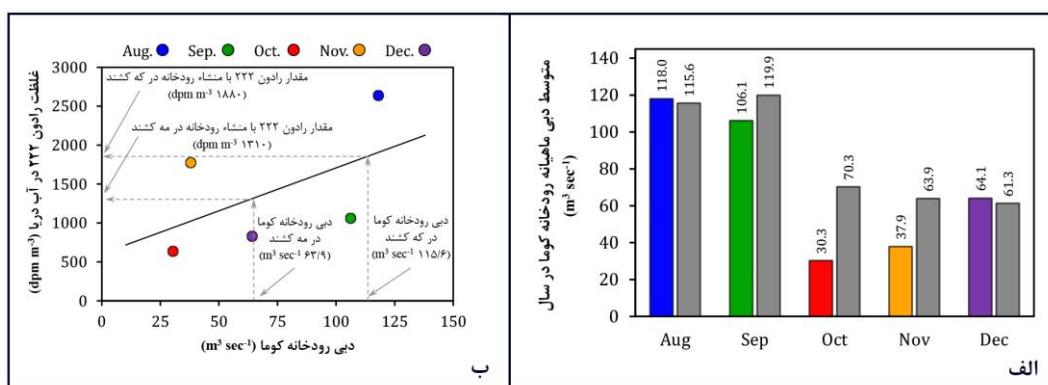 متوسط دبی ماهیانه رودخانه کوما در سال
(m³ sec⁻¹)
140
120
100
80
60
40
20
0
118.0
115.6
106.1
119.9
30.3
70.3
37.9
63.9
64.1
61.3
Aug
Sep
Oct
Nov
Dec
الف
Aug. Sep. Oct. Nov. Dec.
غلظت رادون ۲۲۲ در آب دریا (dpm m⁻³)
3000
2500
2000
1500
1000
500
0
مقدار رادون ۲۲۲ با منشاء رودخانه در که کشند
(۱۸۸۰ dpm m⁻³)
مقدار رادون ۲۲۲ با منشاء رودخانه در مه کشند
(۱۳۱۰ dpm m⁻³)
دبی رودخانه کوما
در مه کشند
(۶۳/۹ m³ sec⁻¹)
دبی رودخانه کوما
در که کشند
(۱۱۵/۶ m³ sec⁻¹)
0 25 50 75 100 125 150
دبی رودخانه کوما (m³ sec⁻¹)
ب